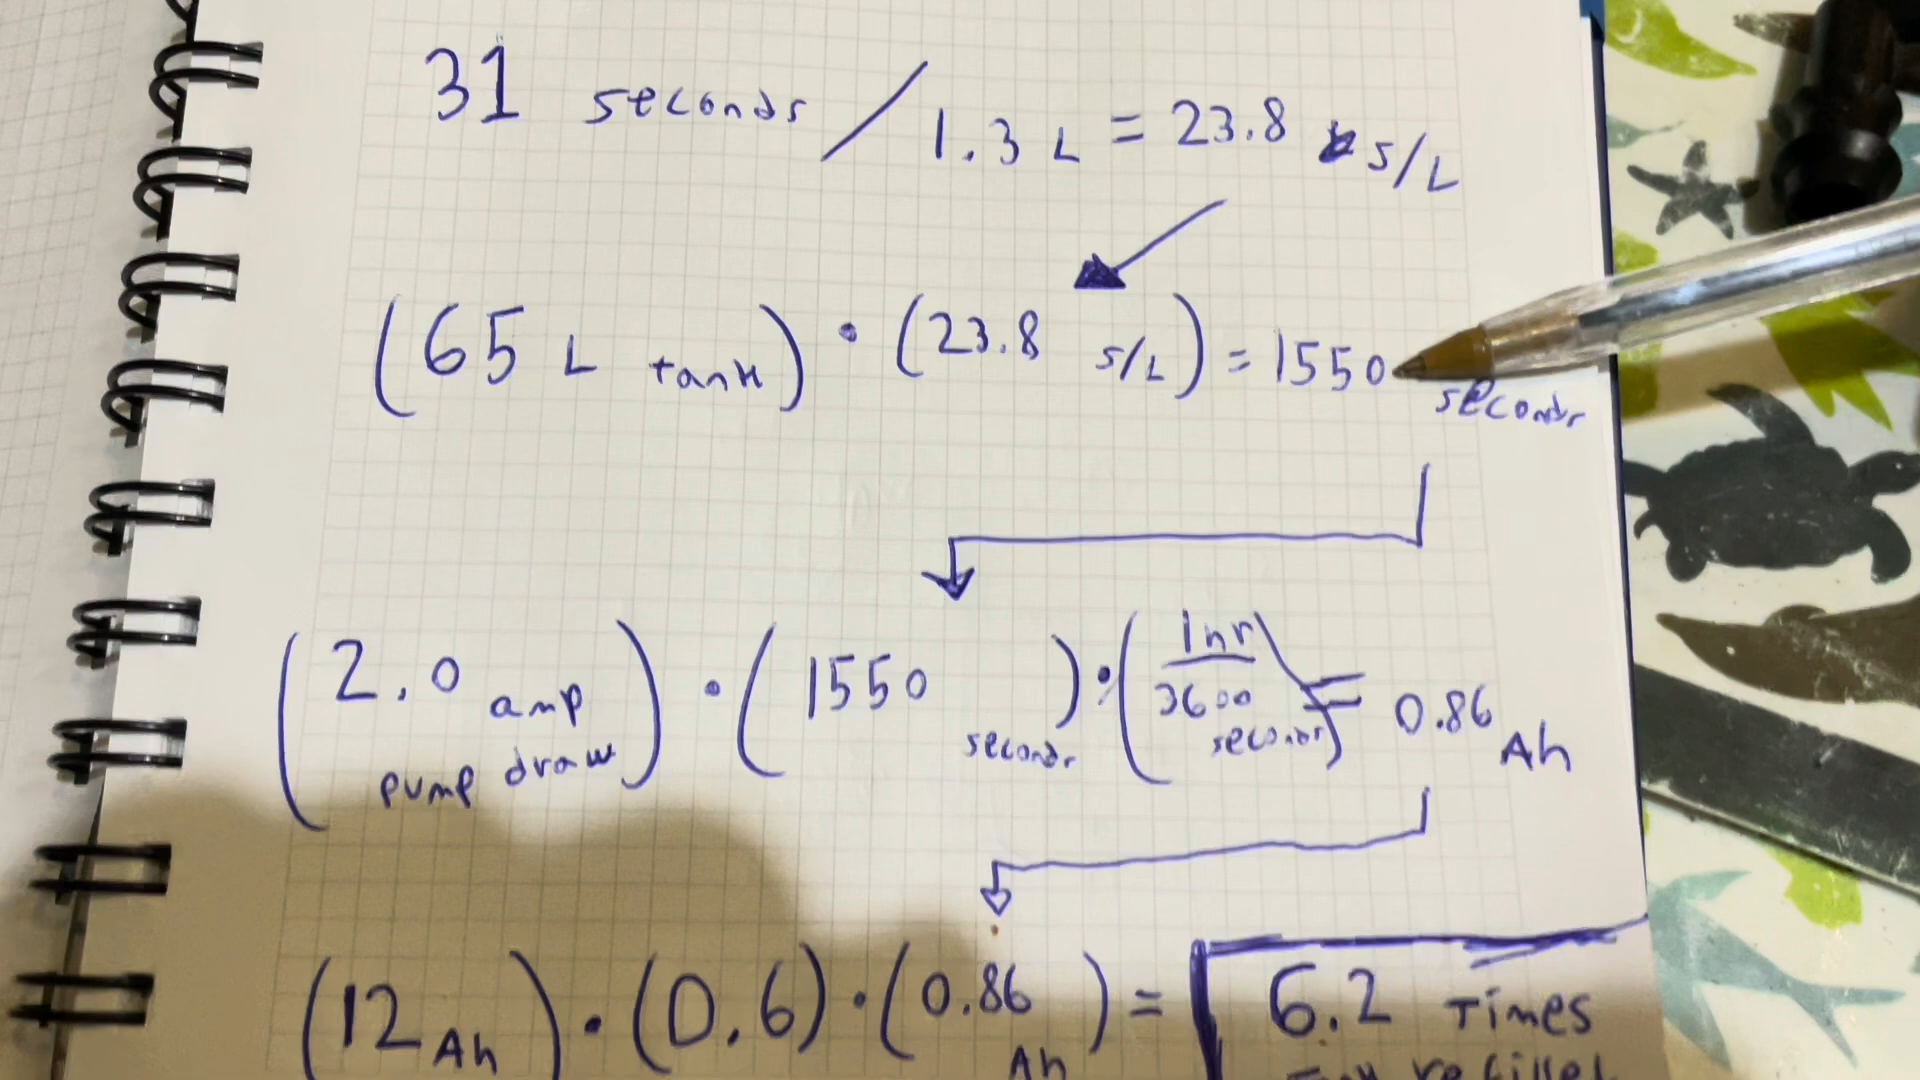 31 seconds / 1.3 L = 23.8 s/L
(65 L tank) · (23.8 s/L) = 1550 seconds
(2.0 amp pump draw) · (1550 seconds) · (1hr / 3600 seconds) = 0.86 Ah
(12 Ah) · (0.6) · (0.86 Ah) = 6.2 Times